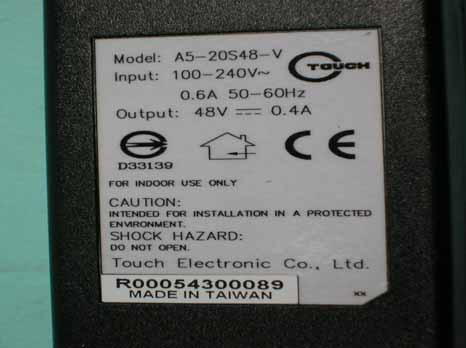 Model: A5-20S48-V
TOUCH
Input: 100-240V~
0.6A 50-60Hz
Output: 48V ⎓ 0.4A
D33139
CE
FOR INDOOR USE ONLY
CAUTION:
INTENDED FOR INSTALLATION IN A PROTECTED
ENVIRONMENT.
SHOCK HAZARD:
DO NOT OPEN.
Touch Electronic Co., Ltd.
R00054300089
MADE IN TAIWAN
xx